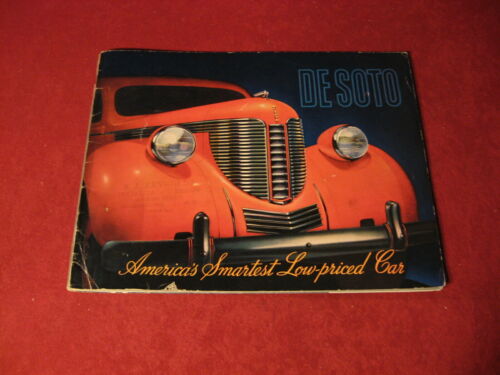 DE SOTO
America's Smartest Low-priced Car